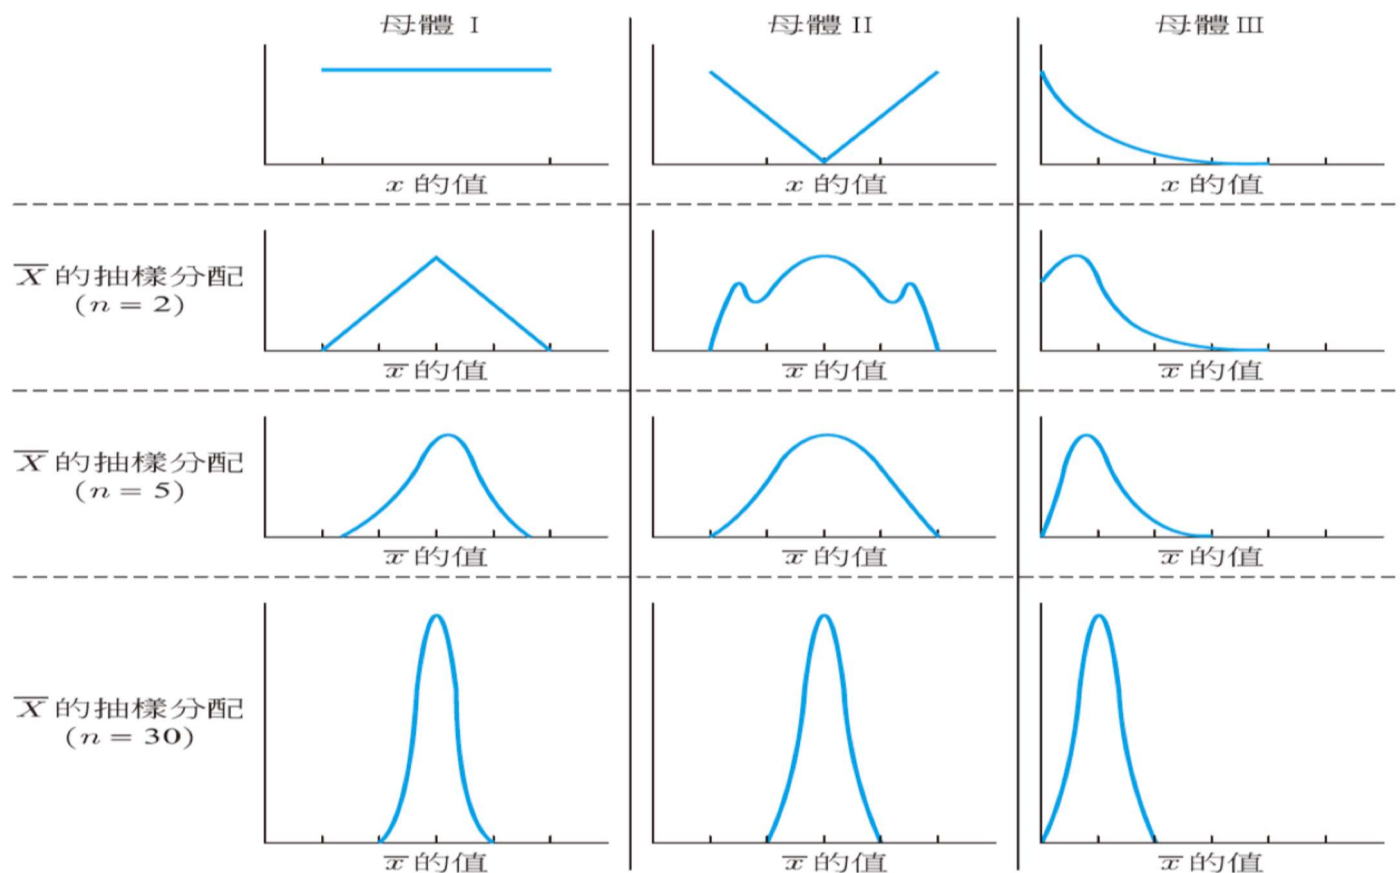 母體 I
母體 II
母體 III
x 的值
x 的值
x 的值
X̅ 的抽樣分配
(n = 2)
x̅ 的值
x̅ 的值
x̅ 的值
X̅ 的抽樣分配
(n = 5)
x̅ 的值
x̅ 的值
x̅ 的值
X̅ 的抽樣分配
(n = 30)
x̅ 的值
x̅ 的值
x̅ 的值